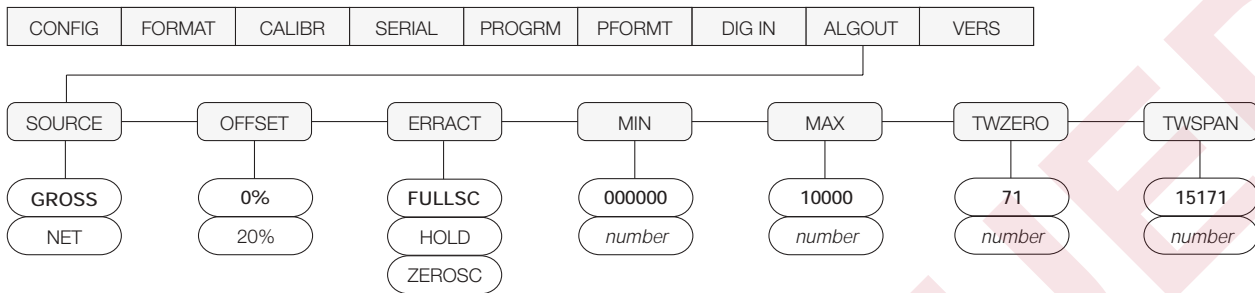 CONFIG FORMAT CALIBR SERIAL PROGRM PFORMT DIG IN ALGOUT VERS
SOURCE OFFSET ERRACT MIN MAX TWZERO TWSPAN
GROSS 0% FULLSC 000000 10000 71 15171
NET 20% HOLD number number number number
ZEROSC